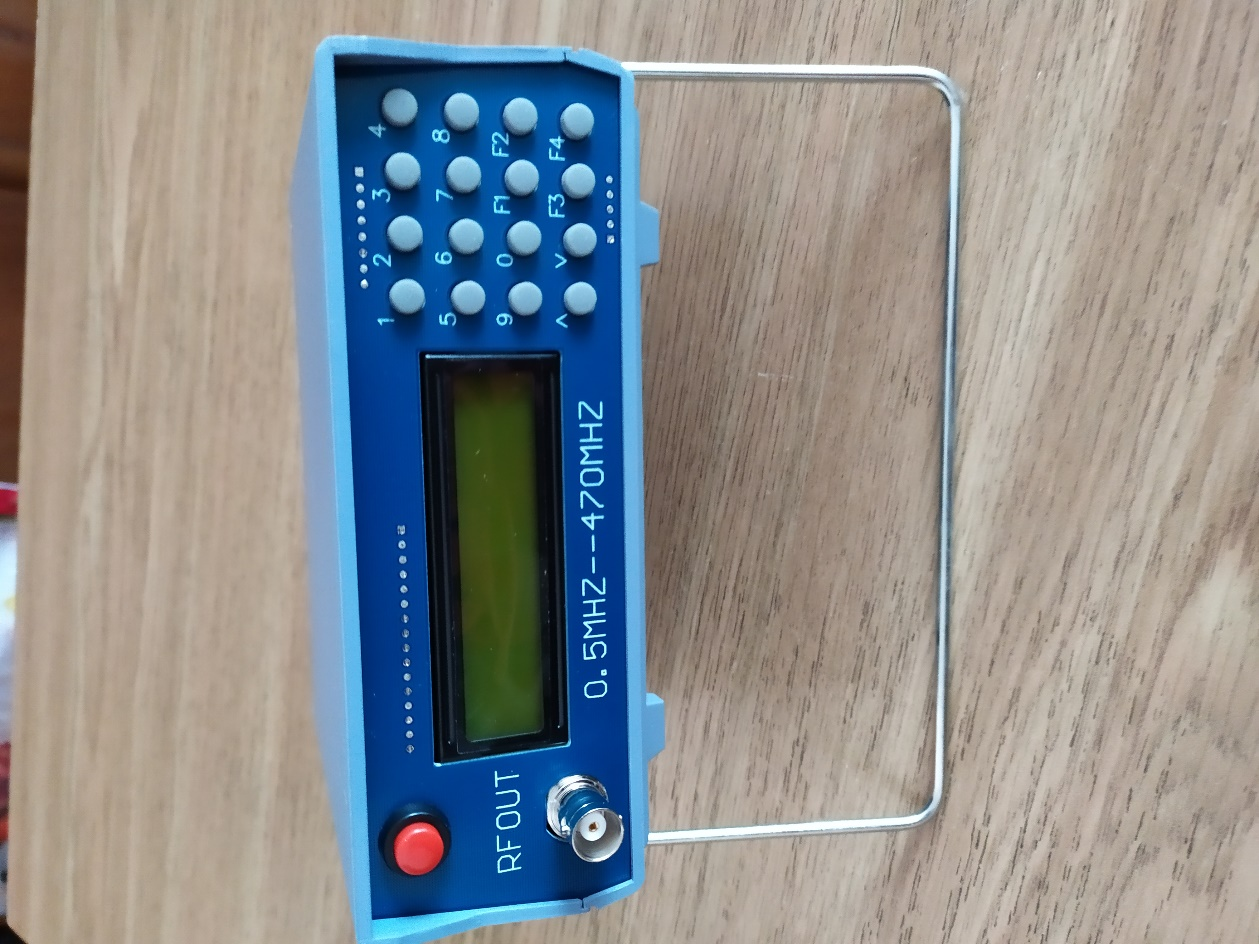 1 2 3 4
5 6 7 8
9 0 F1 F2
^ v F3 F4
RFOUT
0.5MHZ--470MHZ